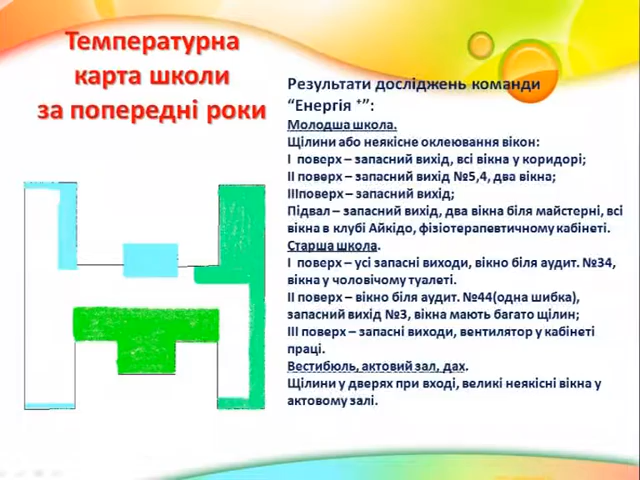 Температурна
карта школи
за попередні роки
Результати досліджень команди
“Енергія ⁺”:
Молодша школа.
Щілини або неякісне оклеювання вікон:
І поверх – запасний вихід, всі вікна у коридорі;
ІІ поверх – запасний вихід №5,4, два вікна;
ІІІповерх – запасний вихід;
Підвал – запасний вихід, два вікна біля майстерні, всі
вікна в клубі Айкідо, фізіотерапевтичному кабінеті.
Старша школа.
І поверх – усі запасні виходи, вікно біля аудит. №34,
вікна у чоловічому туалеті.
ІІ поверх – вікно біля аудит. №44(одна шибка),
запасний вихід №3, вікна мають багато щілин;
ІІІ поверх – запасні виходи, вентилятор у кабінеті
праці.
Вестибюль, актовий зал, дах.
Щілини у дверях при вході, великі неякісні вікна у
актовому залі.